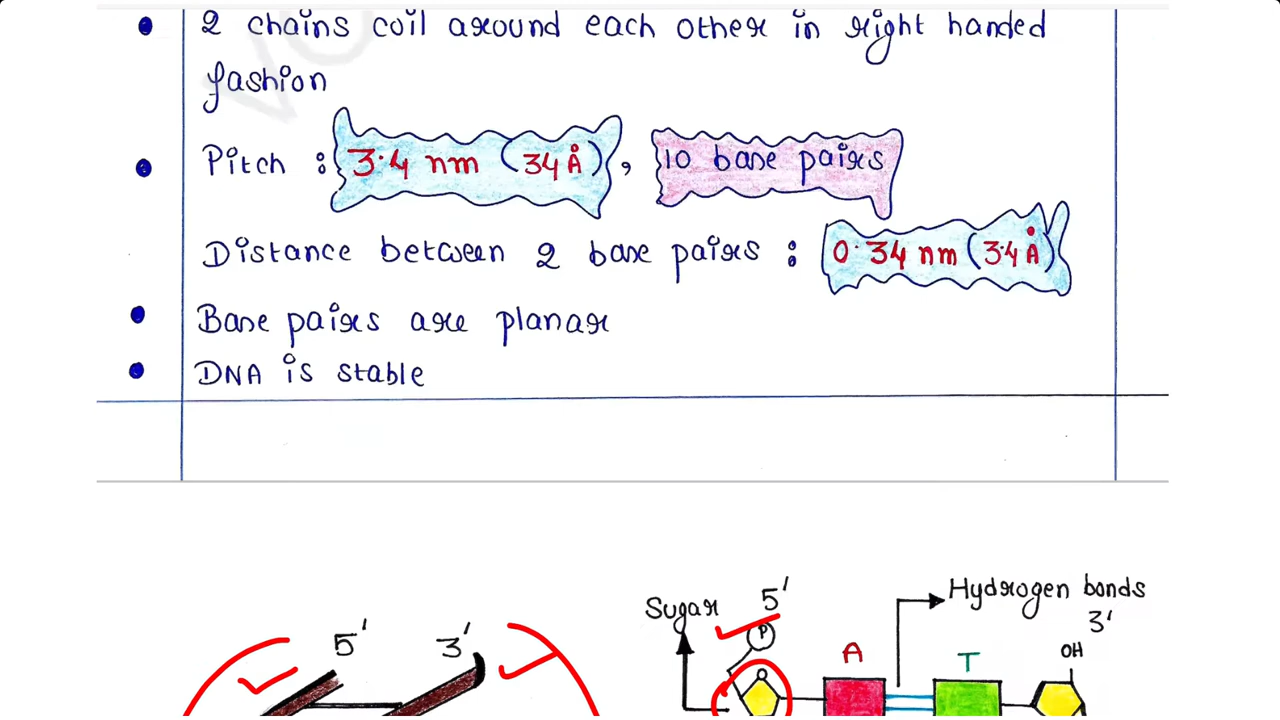 2 chains coil around each other in right handed
fashion
Pitch : 3.4 nm (34 Å), 10 base pairs
Distance between 2 base pairs : 0.34 nm (3.4 Å)
Base pairs are planar
DNA is stable
Hydrogen bonds
Sugar 5' 3'
5' 3' P A T OH